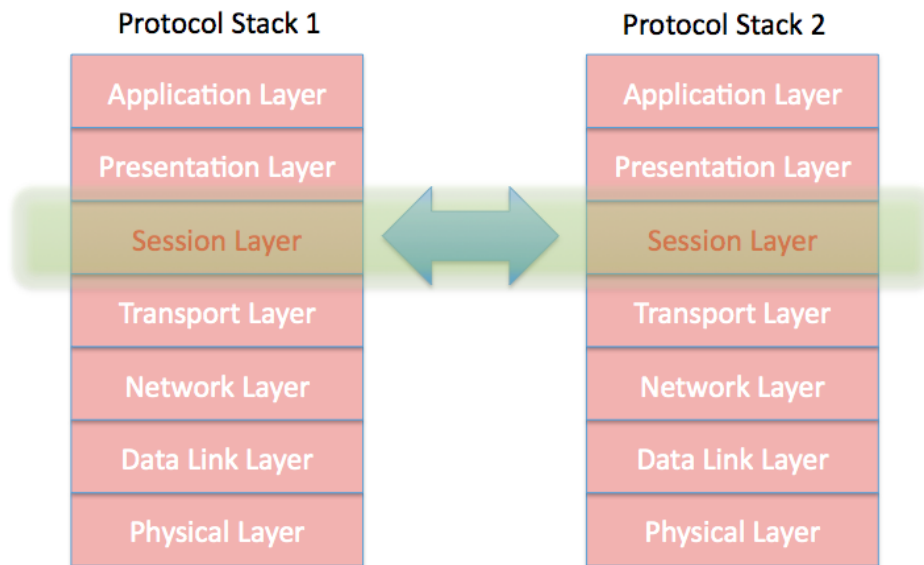 Protocol Stack 1
Application Layer
Presentation Layer
Session Layer
Transport Layer
Network Layer
Data Link Layer
Physical Layer
Protocol Stack 2
Application Layer
Presentation Layer
Session Layer
Transport Layer
Network Layer
Data Link Layer
Physical Layer